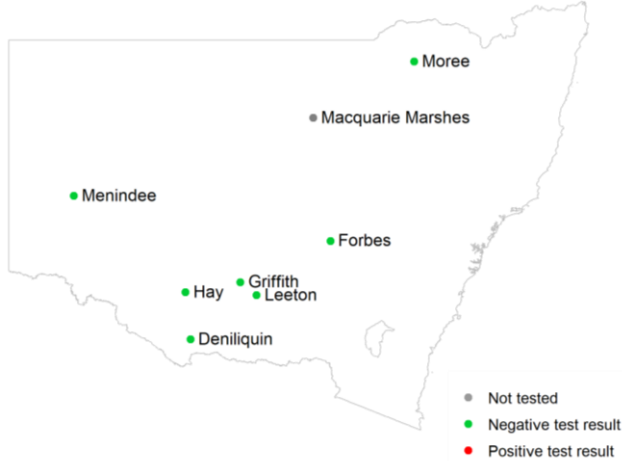 Moree
Macquarie Marshes
Menindee
Forbes
Griffith
Hay
Leeton
Deniliquin
Not tested
Negative test result
Positive test result